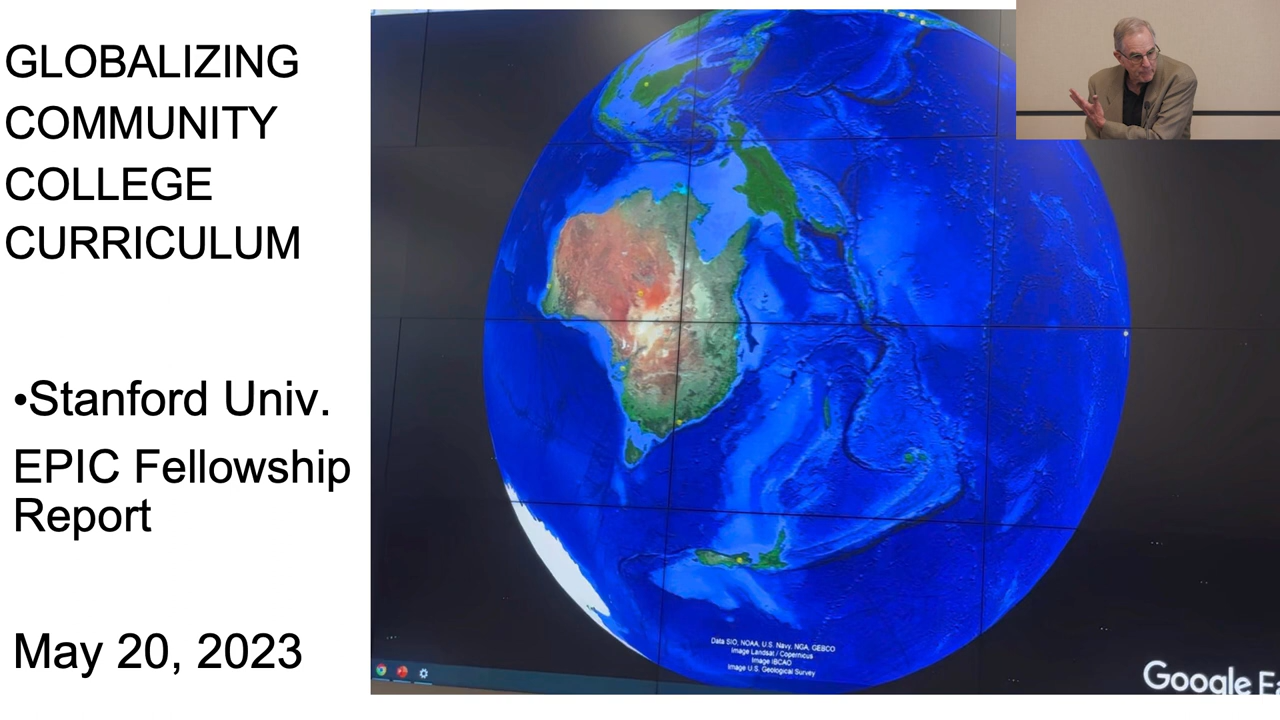 GLOBALIZING
COMMUNITY
COLLEGE
CURRICULUM
•Stanford Univ.
EPIC Fellowship
Report
May 20, 2023
Data SIO, NOAA, U.S. Navy, NGA, GEBCO
Image Landsat / Copernicus
Image IBCAO
Image U.S. Geological Survey
Google Ea